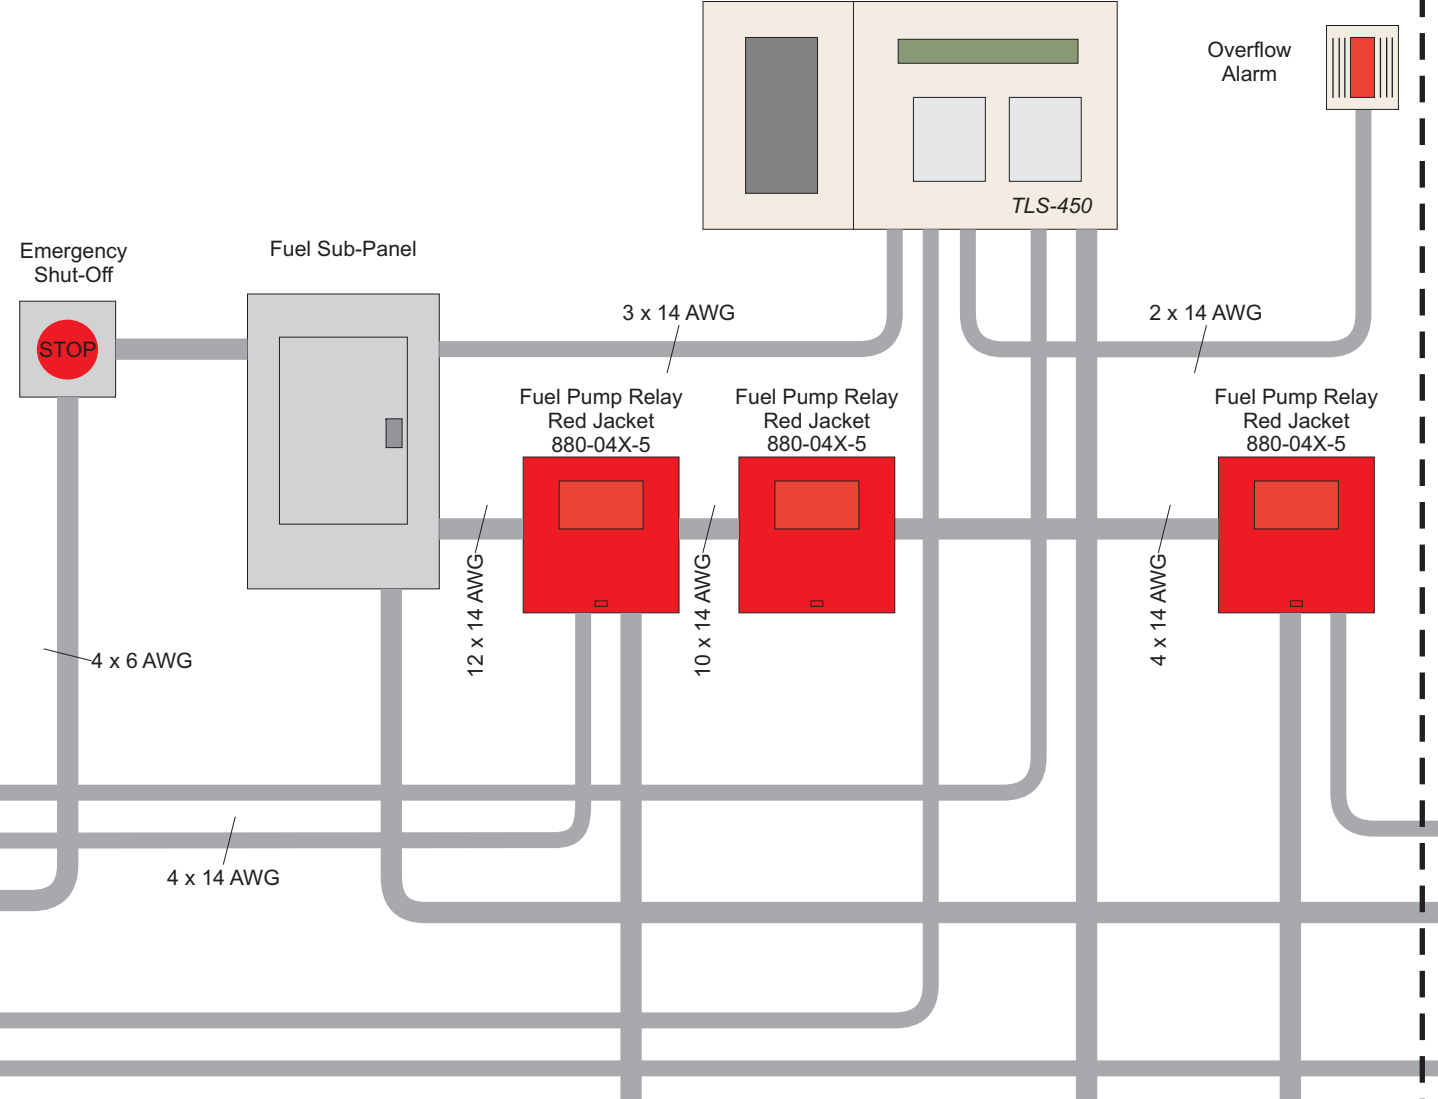 Overflow
Alarm
TLS-450
Emergency
Shut-Off
Fuel Sub-Panel
STOP
3 x 14 AWG
2 x 14 AWG
Fuel Pump Relay
Red Jacket
880-04X-5
Fuel Pump Relay
Red Jacket
880-04X-5
Fuel Pump Relay
Red Jacket
880-04X-5
12 x 14 AWG
10 x 14 AWG
4 x 14 AWG
4 x 6 AWG
4 x 14 AWG